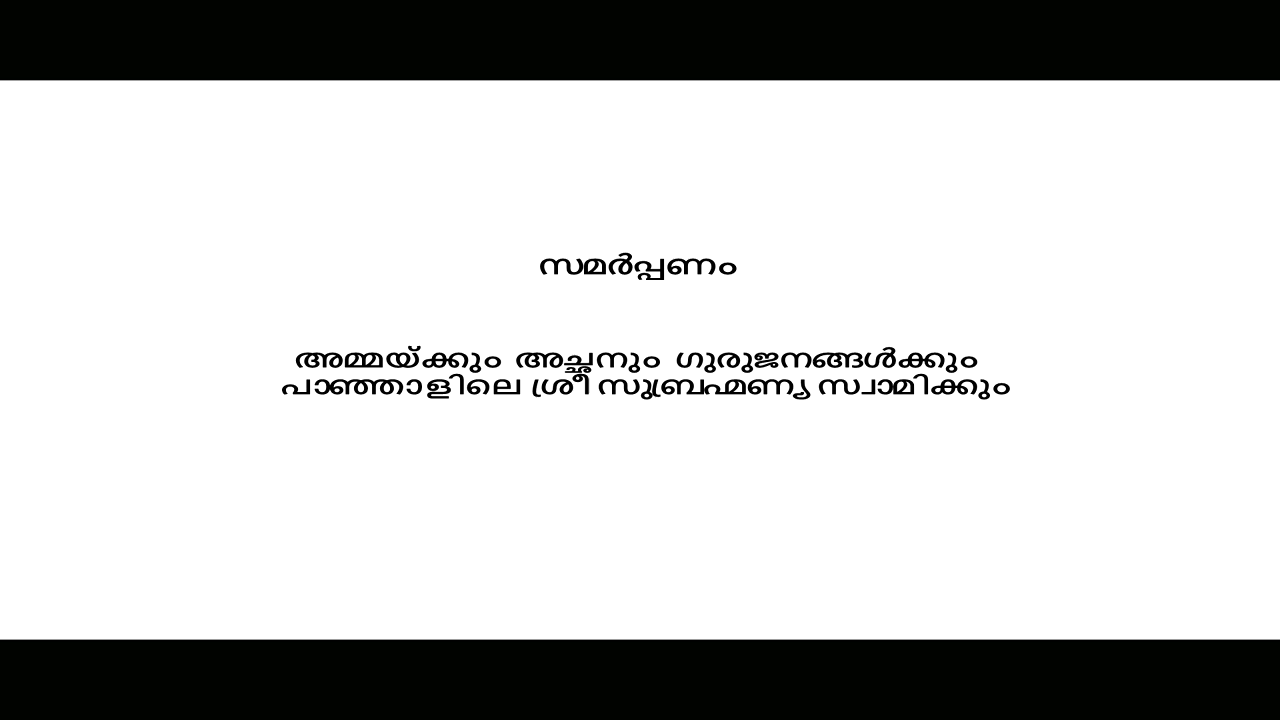 സമർപ്പണം
അമ്മയ്ക്കും അച്ഛനും ഗുരുജനങ്ങൾക്കും
പാഞ്ഞാളിലെ ശ്രീ സുബ്രഹ്മണ്യ സ്വാമിക്കും